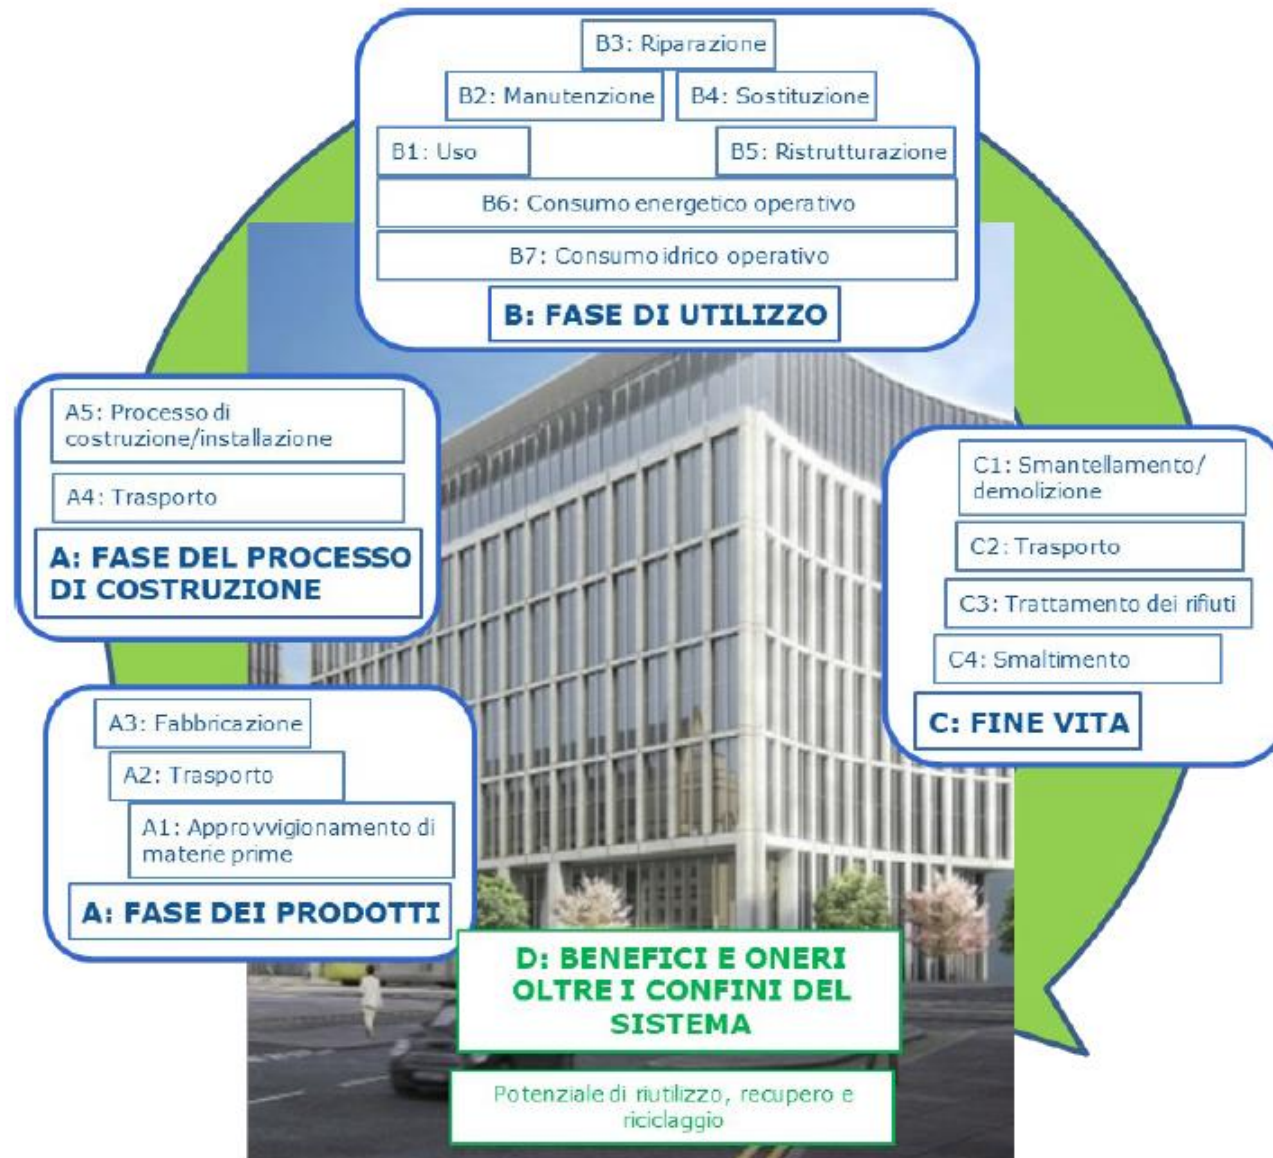 B3: Riparazione
B2: Manutenzione
B4: Sostituzione
B1: Uso
B5: Ristrutturazione
B6: Consumo energetico operativo
B7: Consumo idrico operativo
B: FASE DI UTILIZZO
A5: Processo di
costruzione/installazione
A4: Trasporto
A: FASE DEL PROCESSO
DI COSTRUZIONE
A3: Fabbricazione
A2: Trasporto
A1: Approvvigionamento di
materie prime
A: FASE DEI PRODOTTI
C1: Smantellamento/
demolizione
C2: Trasporto
C3: Trattamento dei rifiuti
C4: Smaltimento
C: FINE VITA
D: BENEFICI E ONERI
OLTRE I CONFINI DEL
SISTEMA
Potenziale di riutilizzo, recupero e
riciclaggio